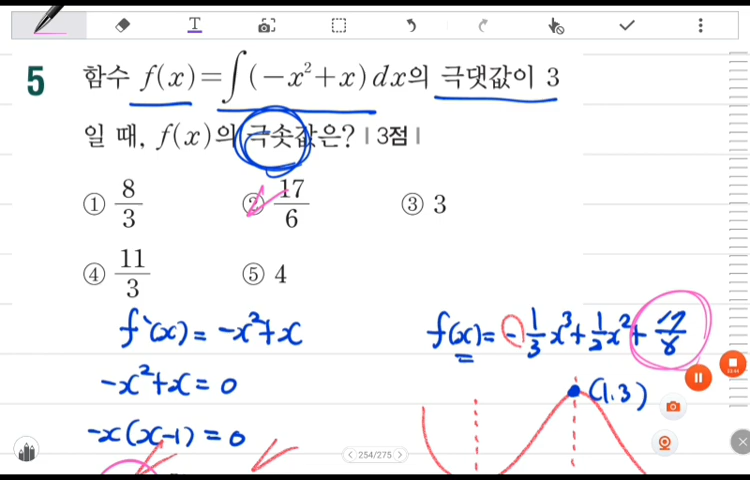 T
5 함수 f(x)=∫(−x²+x)dx의 극댓값이 3
일 때, f(x)의 극솟값은? | 3점 |
① 8/3 ② 17/6 ③ 3
④ 11/3 ⑤ 4
f'(x) = -x²+x
-x²+x = 0
-x(x-1) = 0
f(x) = -1/3x³+1/2x²+17/6
(1.3)
254/275